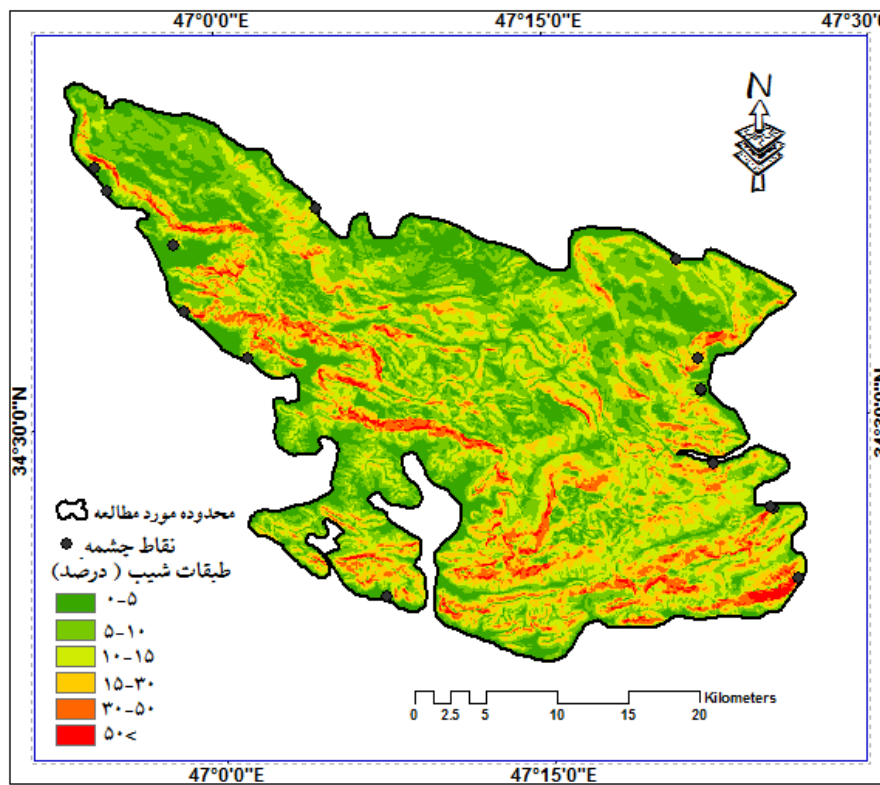 47°0'0"E 47°15'0"E 47°30'0"E
N
34°30'0"N
34°30'0"N
محدوده مورد مطالعه
نقاط چشمه
طبقات شیب ( درصد)
۰-۵
۵-۱۰
۱۰-۱۵
۱۵-۳۰
۳۰-۵۰
۵۰<
Kilometers
0 2.5 5 10 15 20
47°0'0"E 47°15'0"E